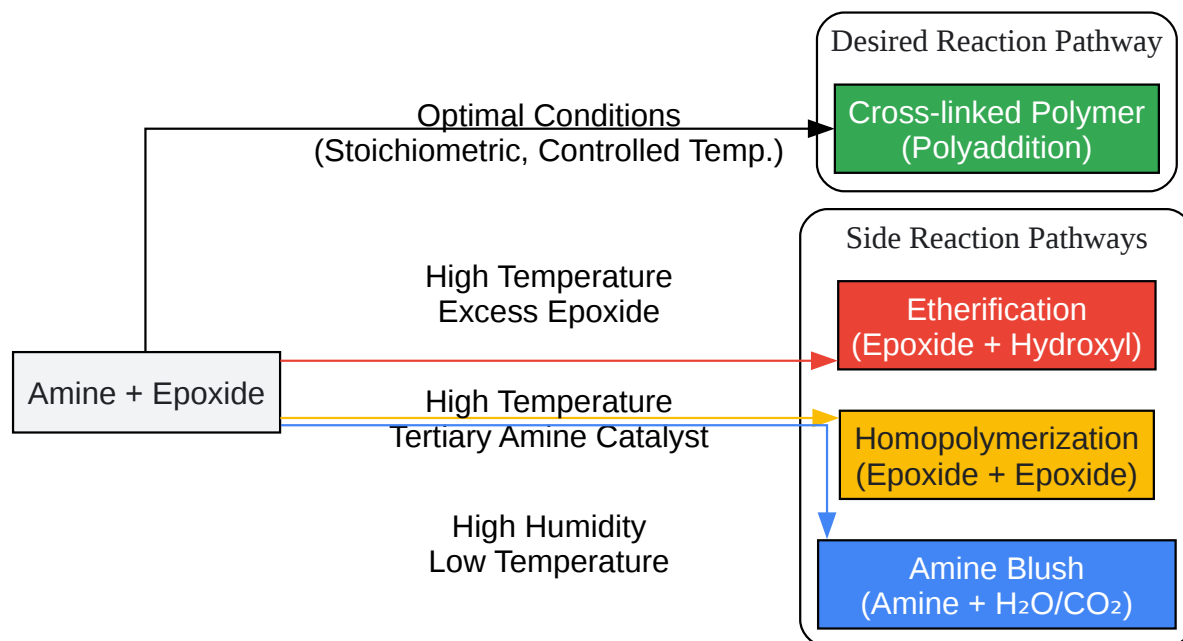 Desired Reaction Pathway
Optimal Conditions
(Stoichiometric, Controlled Temp.)
Cross-linked Polymer
(Polyaddition)
Side Reaction Pathways
High Temperature
Excess Epoxide
Etherification
(Epoxide + Hydroxyl)
Amine + Epoxide
High Temperature
Tertiary Amine Catalyst
Homopolymerization
(Epoxide + Epoxide)
High Humidity
Low Temperature
Amine Blush
(Amine + H₂O/CO₂)